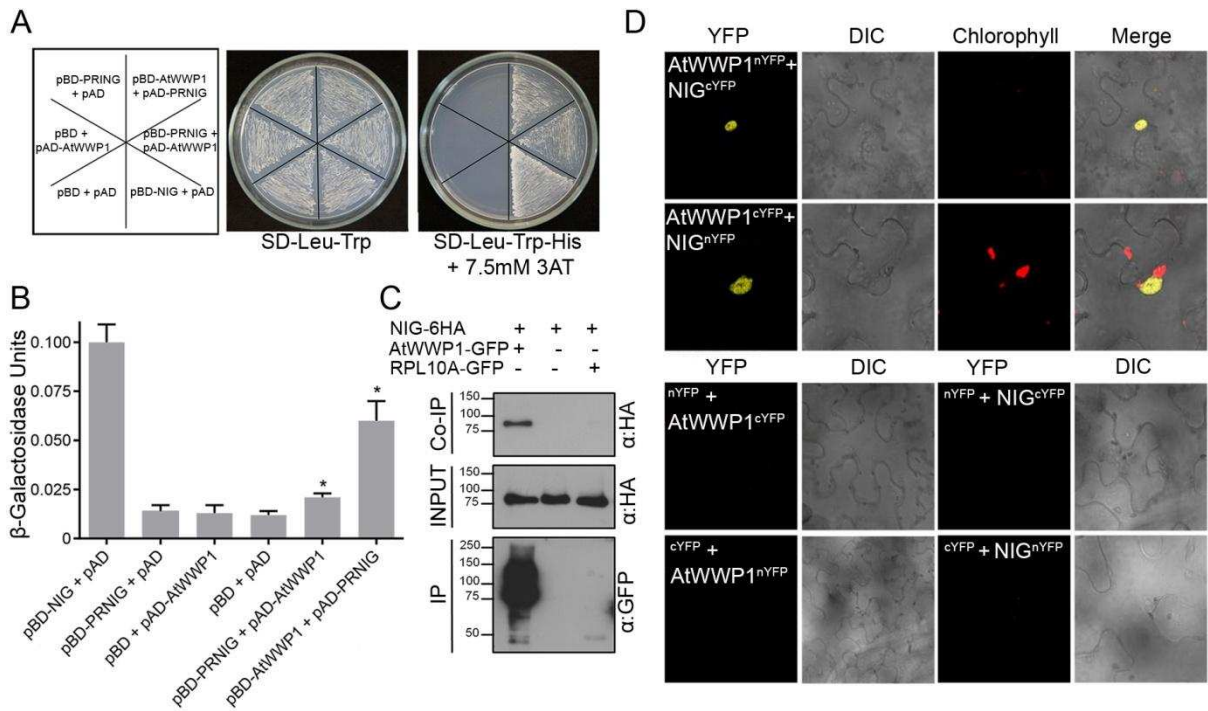 A
pBD-PRING + pAD
pBD-AtWWP1 + pAD-PRNIG
pBD + pAD-AtWWP1
pBD-PRNIG + pAD-AtWWP1
pBD + pAD
pBD-NIG + pAD
SD-Leu-Trp
SD-Leu-Trp-His
+ 7.5mM 3AT
B
β-Galactosidase Units
0.100
0.075
0.050
0.025
0
*
*
pBD-NIG + pAD
pBD-PRNIG + pAD
pBD + pAD-AtWWP1
pBD + pAD
pBD-PRNIG + pAD-AtWWP1
pBD-AtWWP1 + pAD-PRNIG
C
NIG-6HA + + +
AtWWP1-GFP + - -
RPL10A-GFP - - +
Co-IP
150
100
75
α:HA
INPUT
150
100
75
α:HA
IP
250
150
100
75
50
α:GFP
D
YFP DIC Chlorophyll Merge
AtWWP1nYFP+
NIGcYFP
AtWWP1cYFP+
NIGnYFP
YFP DIC YFP DIC
nYFP +
AtWWP1cYFP
nYFP + NIGcYFP
cYFP +
AtWWP1nYFP
cYFP + NIGnYFP